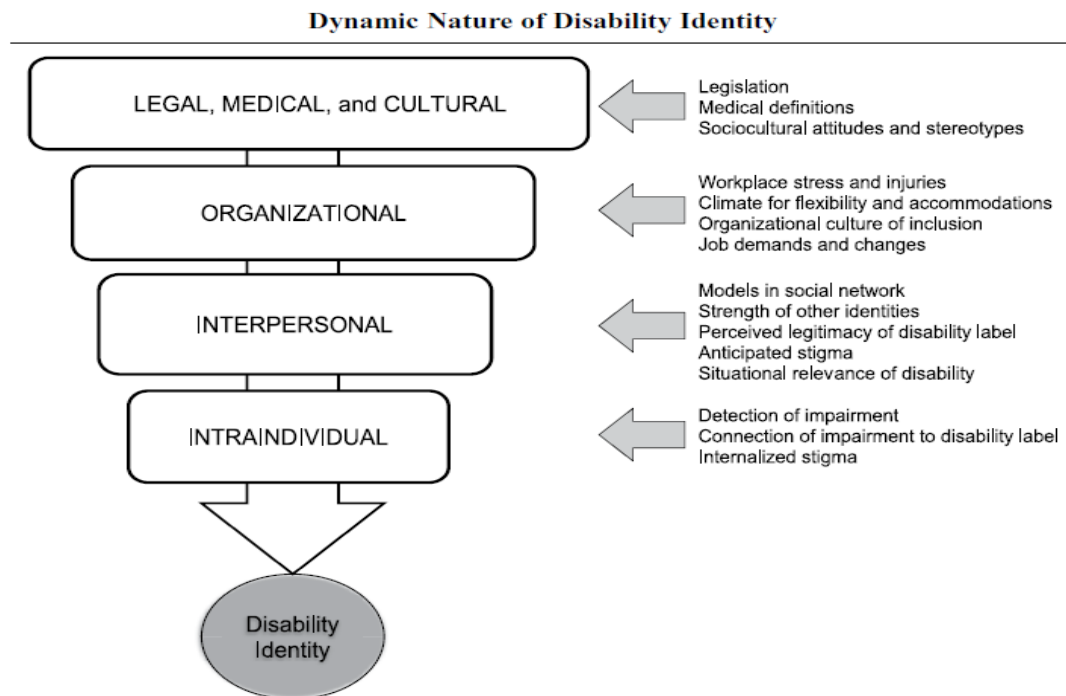 Dynamic Nature of Disability Identity
LEGAL, MEDICAL, and CULTURAL
Legislation
Medical definitions
Sociocultural attitudes and stereotypes
ORGANIZATIONAL
Workplace stress and injuries
Climate for flexibility and accommodations
Organizational culture of inclusion
Job demands and changes
INTERPERSONAL
Models in social network
Strength of other identities
Perceived legitimacy of disability label
Anticipated stigma
Situational relevance of disability
INTRAINDIVIDUAL
Detection of impairment
Connection of impairment to disability label
Internalized stigma
Disability
Identity